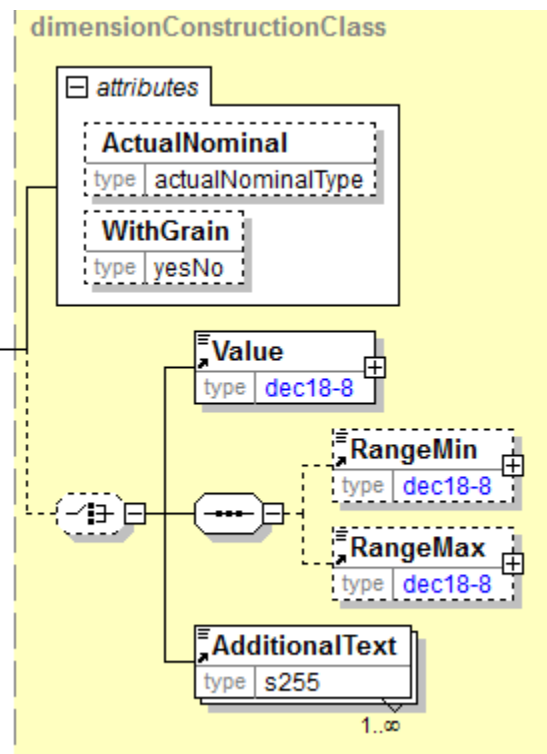 dimensionConstructionClass
attributes
ActualNominal
type actualNominalType
WithGrain
type yesNo
Value
type dec18-8
RangeMin
type dec18-8
RangeMax
type dec18-8
AdditionalText
type s255
1..∞